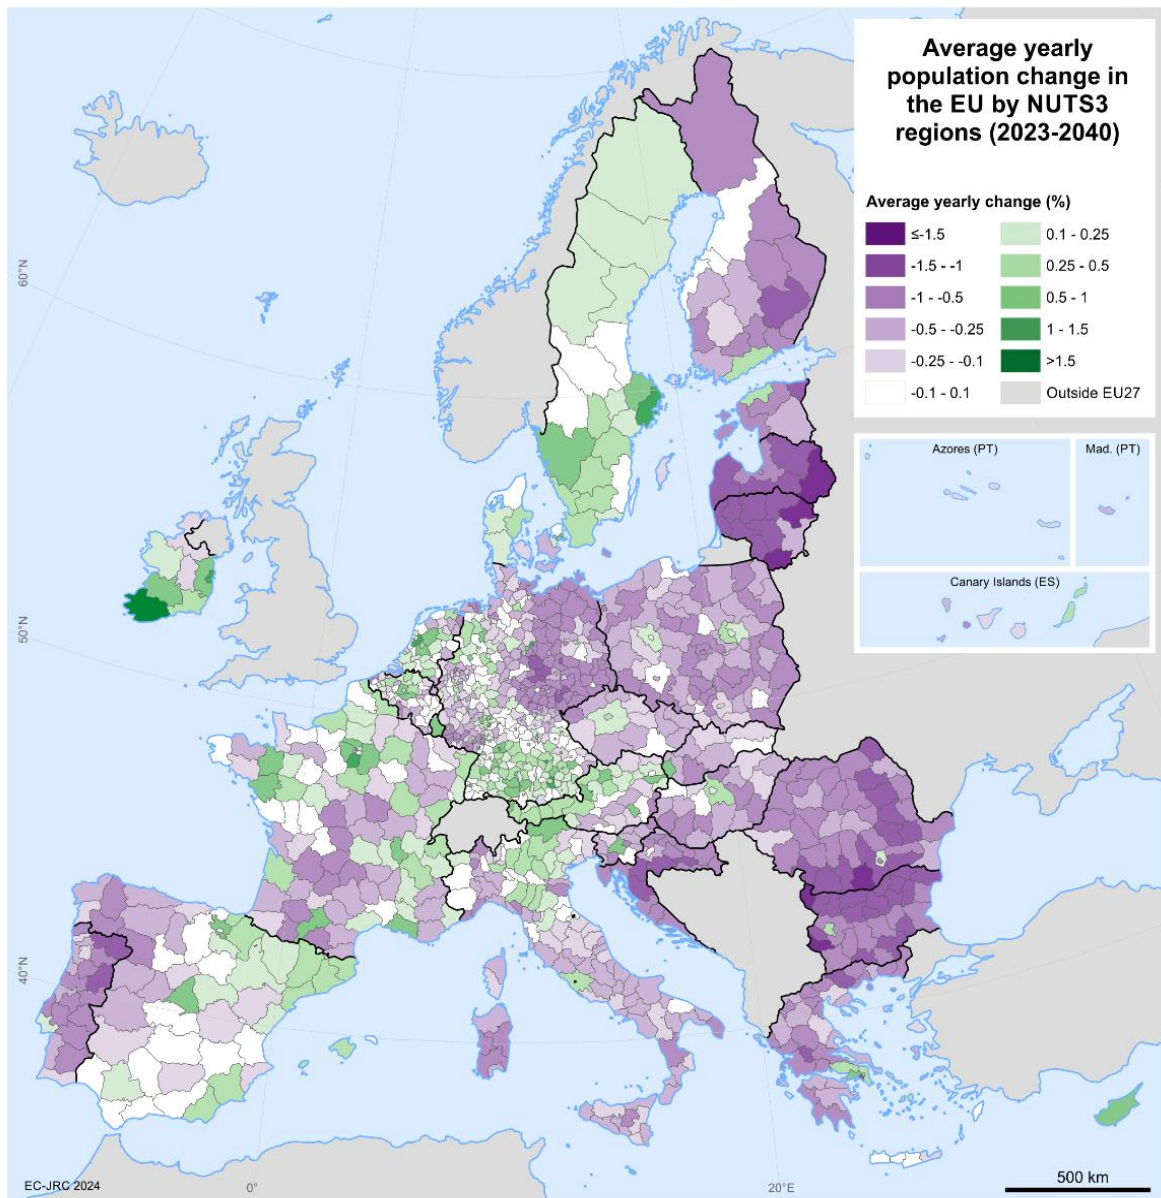 Average yearly
population change in
the EU by NUTS3
regions (2023-2040)
Average yearly change (%)
≤-1.5
-1.5 - -1
-1 - -0.5
-0.5 - -0.25
-0.25 - -0.1
-0.1 - 0.1
0.1 - 0.25
0.25 - 0.5
0.5 - 1
1 - 1.5
>1.5
Outside EU27
Azores (PT)
Mad. (PT)
Canary Islands (ES)
60°N
50°N
40°N
EC-JRC 2024
0°
20°E
500 km